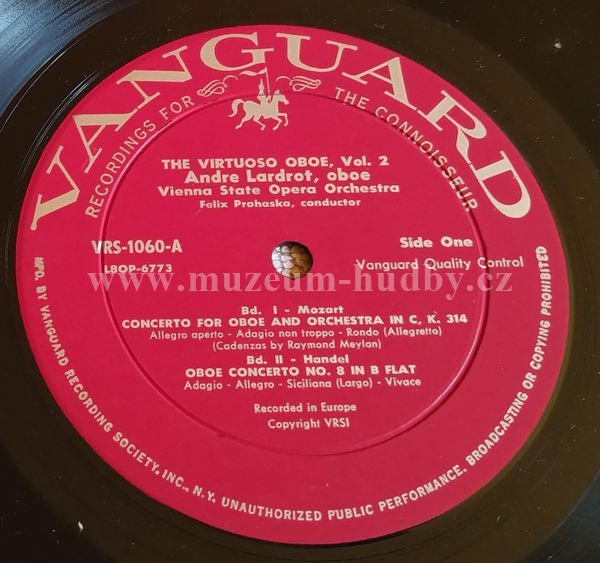 VANGUARD
RECORDINGS FOR THE CONNOISSEUR
THE VIRTUOSO OBOE, Vol. 2
Andre Lardrot, oboe
Vienna State Opera Orchestra
Felix Prohaska, conductor
VRS-1060-A
LBOP-6773
Side One
Vanguard Quality Control
www.muzeum-hudby.cz
Bd. I - Mozart
CONCERTO FOR OBOE AND ORCHESTRA IN C, K. 314
Allegro aperto - Adagio non troppo - Rondo (Allegretto)
(Cadenzas by Raymond Meylan)
Bd. II - Handel
OBOE CONCERTO NO. 8 IN B FLAT
Adagio - Allegro - Siciliana (Largo) - Vivace
Recorded in Europe
Copyright VRSI
MFD. BY VANGUARD RECORDING SOCIETY, INC., N.Y. UNAUTHORIZED PUBLIC PERFORMANCE, BROADCASTING OR COPYING PROHIBITED